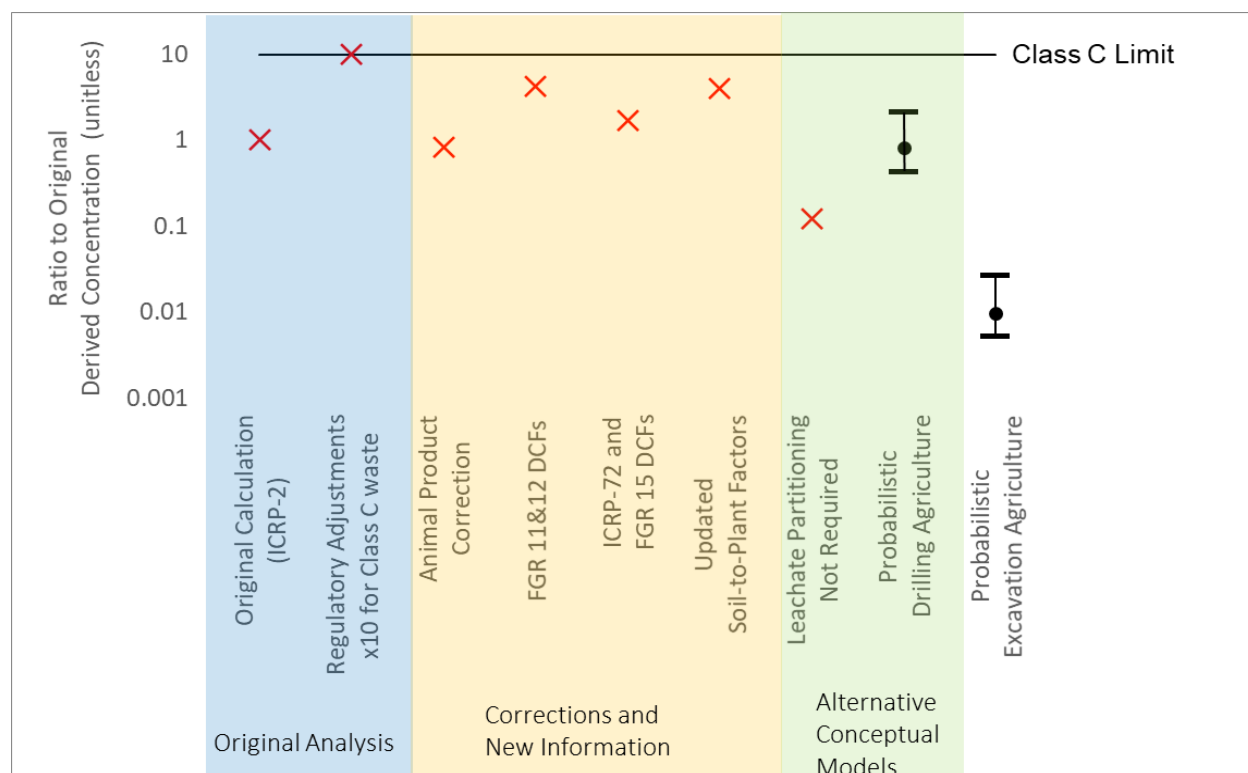 Ratio to Original
Derived Concentration (unitless)
10
1
0.1
0.01
0.001
Class C Limit
Original Calculation
(ICRP-2)
Regulatory Adjustments
x10 for Class C waste
Animal Product
Correction
FGR 11&12 DCFs
ICRP-72 and
FGR 15 DCFs
Updated
Soil-to-Plant Factors
Leachate Partitioning
Not Required
Probabilistic
Drilling Agriculture
Probabilistic
Excavation Agriculture
Original Analysis
Corrections and
New Information
Alternative
Conceptual
Models